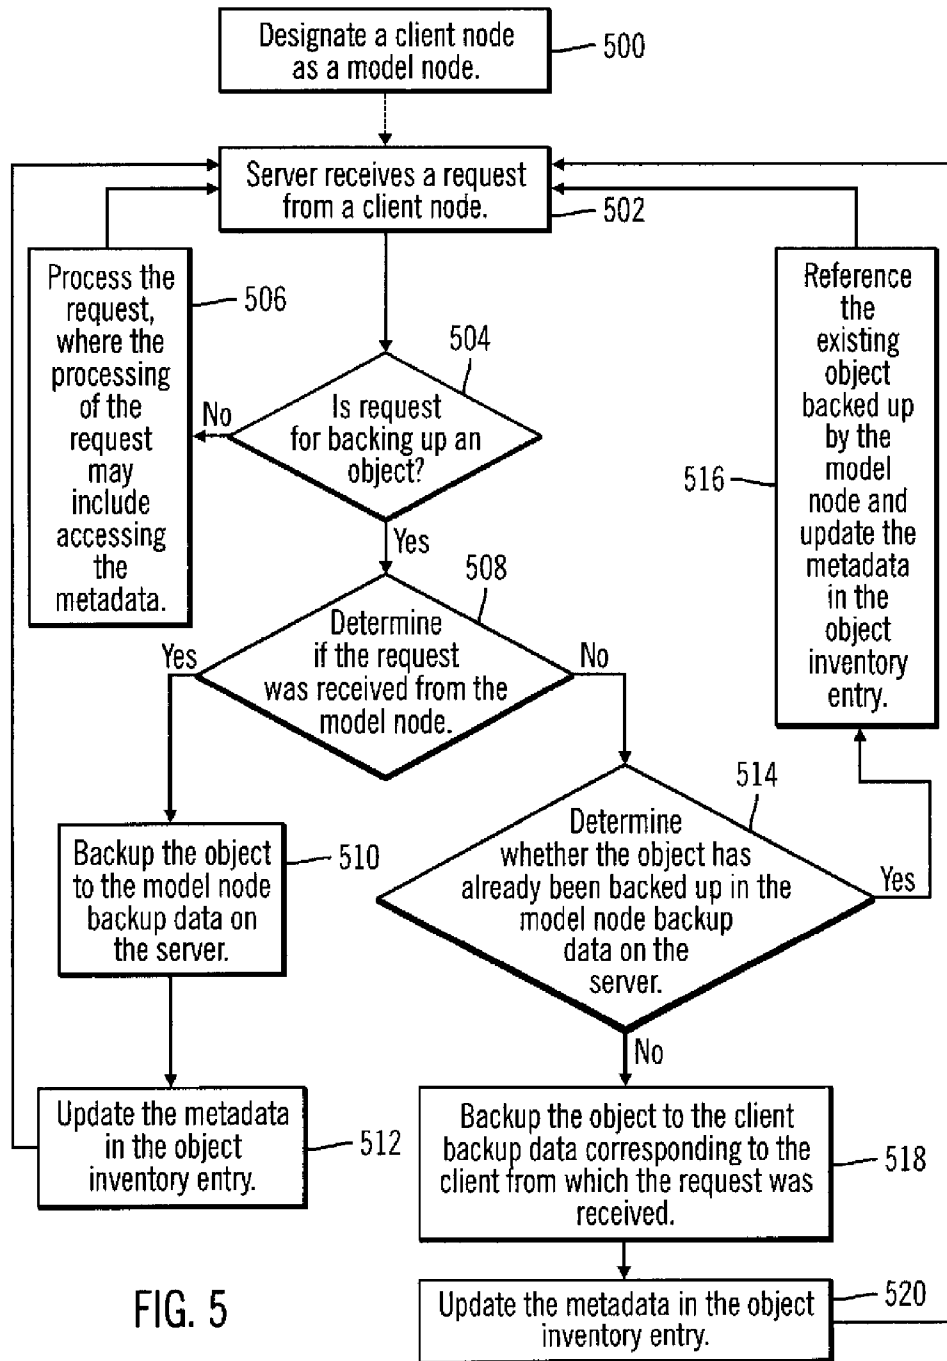 Designate a client node
as a model node.
500
Server receives a request
from a client node.
502
Process the
request,
where the
processing
of the
request
may
include
accessing
the
metadata.
506
504
Is request
for backing up an
object?
No
Yes
Reference
the
existing
object
backed up
by the
model
node and
update the
metadata
in the
object
inventory
entry.
516
508
Determine
if the request
was received from the
model node.
Yes
No
514
Determine
whether the object has
already been backed up in the
model node backup
data on the
server.
Yes
No
Backup the object
to the model node
backup data on
the server.
510
Update the metadata
in the object
inventory entry.
512
Backup the object to the client
backup data corresponding to the
client from which the request was
received.
518
Update the metadata in the object
inventory entry.
520
FIG. 5